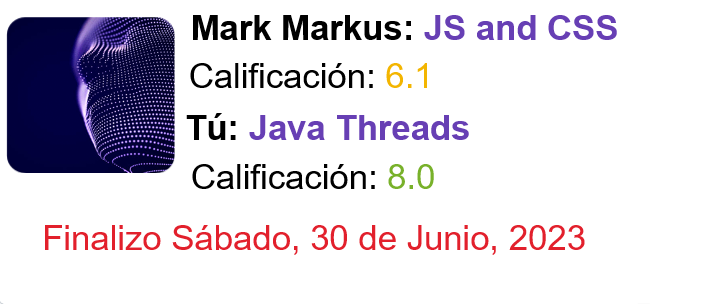 Mark Markus: JS and CSS
Calificación: 6.1
Tú: Java Threads
Calificación: 8.0
Finalizo Sábado, 30 de Junio, 2023